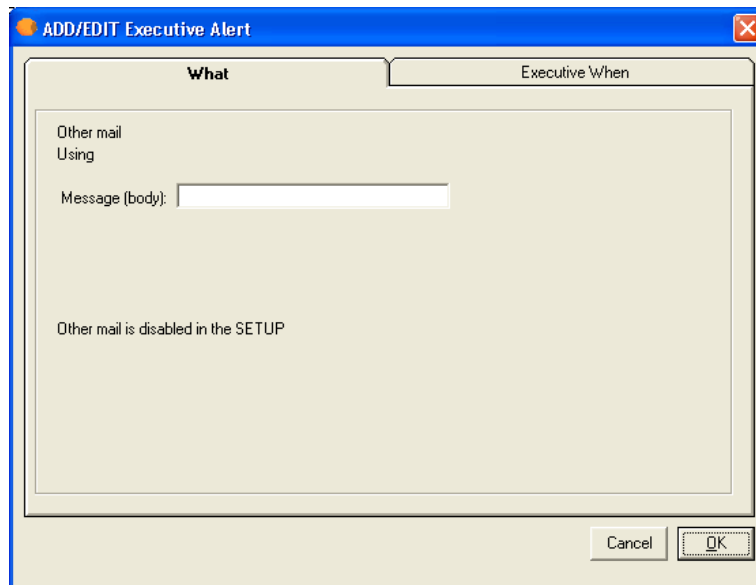 ADD/EDIT Executive Alert
What
Executive When
Other mail
Using
Message (body):
Other mail is disabled in the SETUP
Cancel
OK